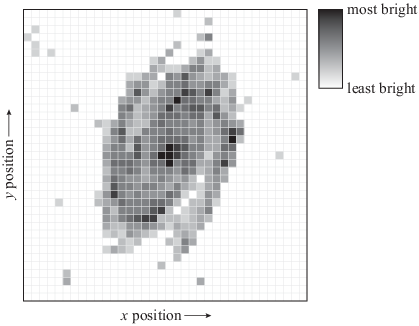 most bright
least bright
y position
x position